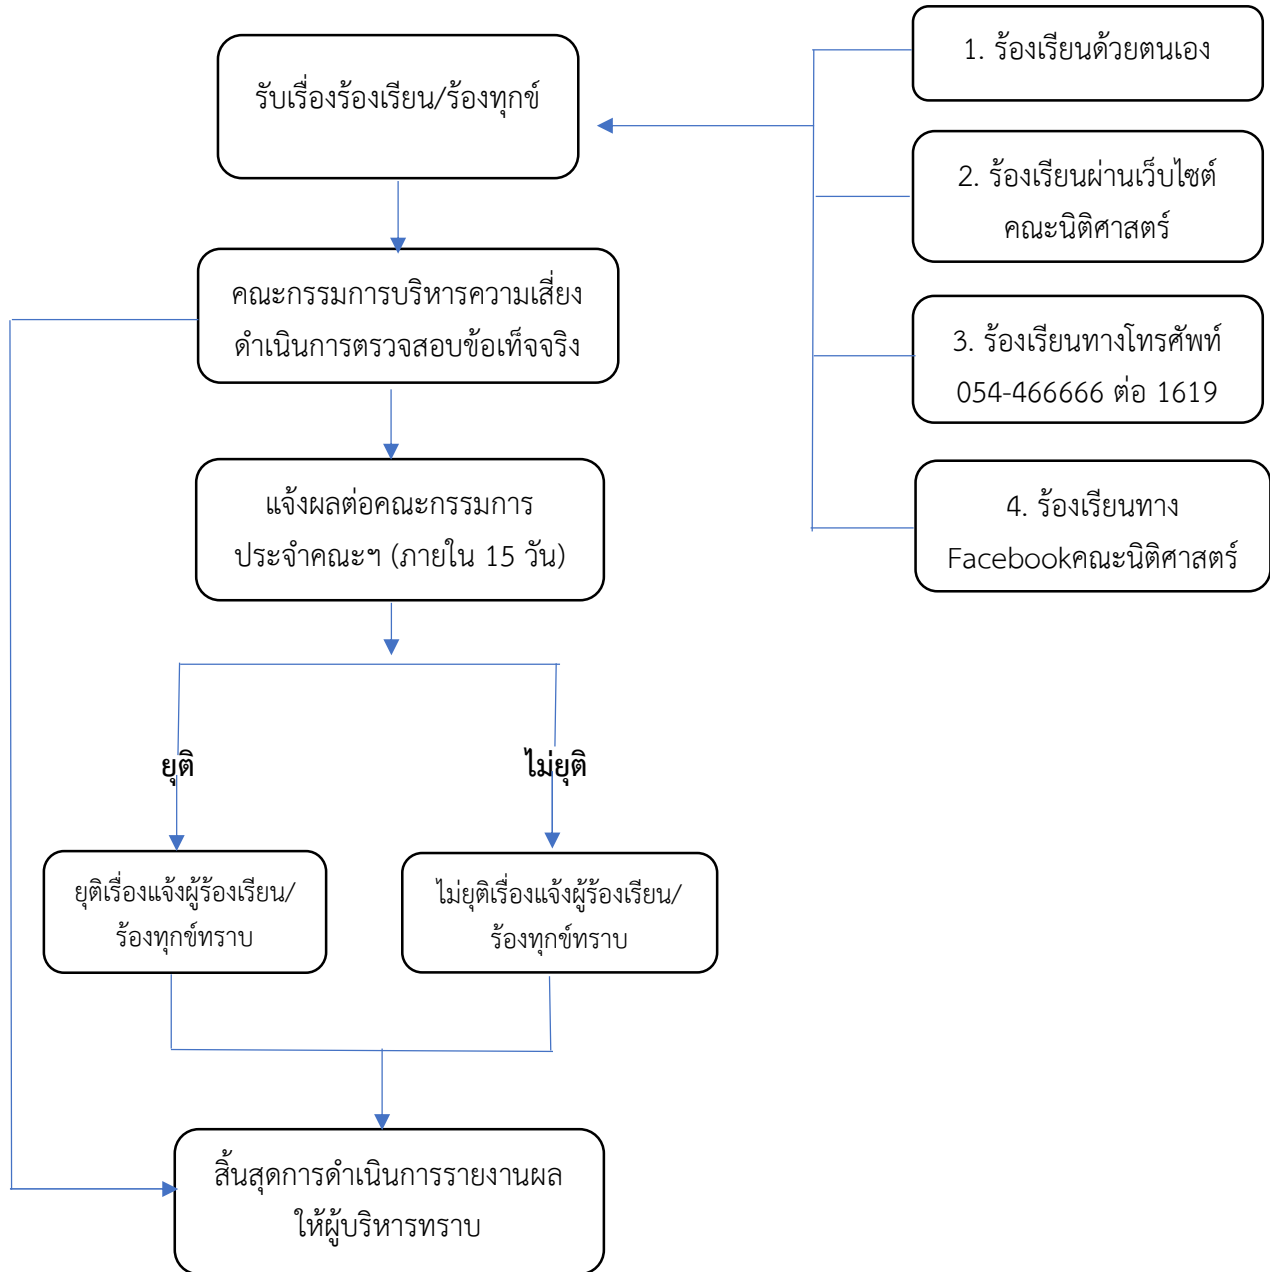 รับเรื่องร้องเรียน/ร้องทุกข์
คณะกรรมการบริหารความเสี่ยง
ดำเนินการตรวจสอบข้อเท็จจริง
แจ้งผลต่อคณะกรรมการ
ประจำคณะฯ (ภายใน 15 วัน)
ยุติ
ไม่ยุติ
ยุติเรื่องแจ้งผู้ร้องเรียน/
ร้องทุกข์ทราบ
ไม่ยุติเรื่องแจ้งผู้ร้องเรียน/
ร้องทุกข์ทราบ
สิ้นสุดการดำเนินการรายงานผล
ให้ผู้บริหารทราบ
1. ร้องเรียนด้วยตนเอง
2. ร้องเรียนผ่านเว็บไซต์
คณะนิติศาสตร์
3. ร้องเรียนทางโทรศัพท์
054-466666 ต่อ 1619
4. ร้องเรียนทาง
Facebookคณะนิติศาสตร์